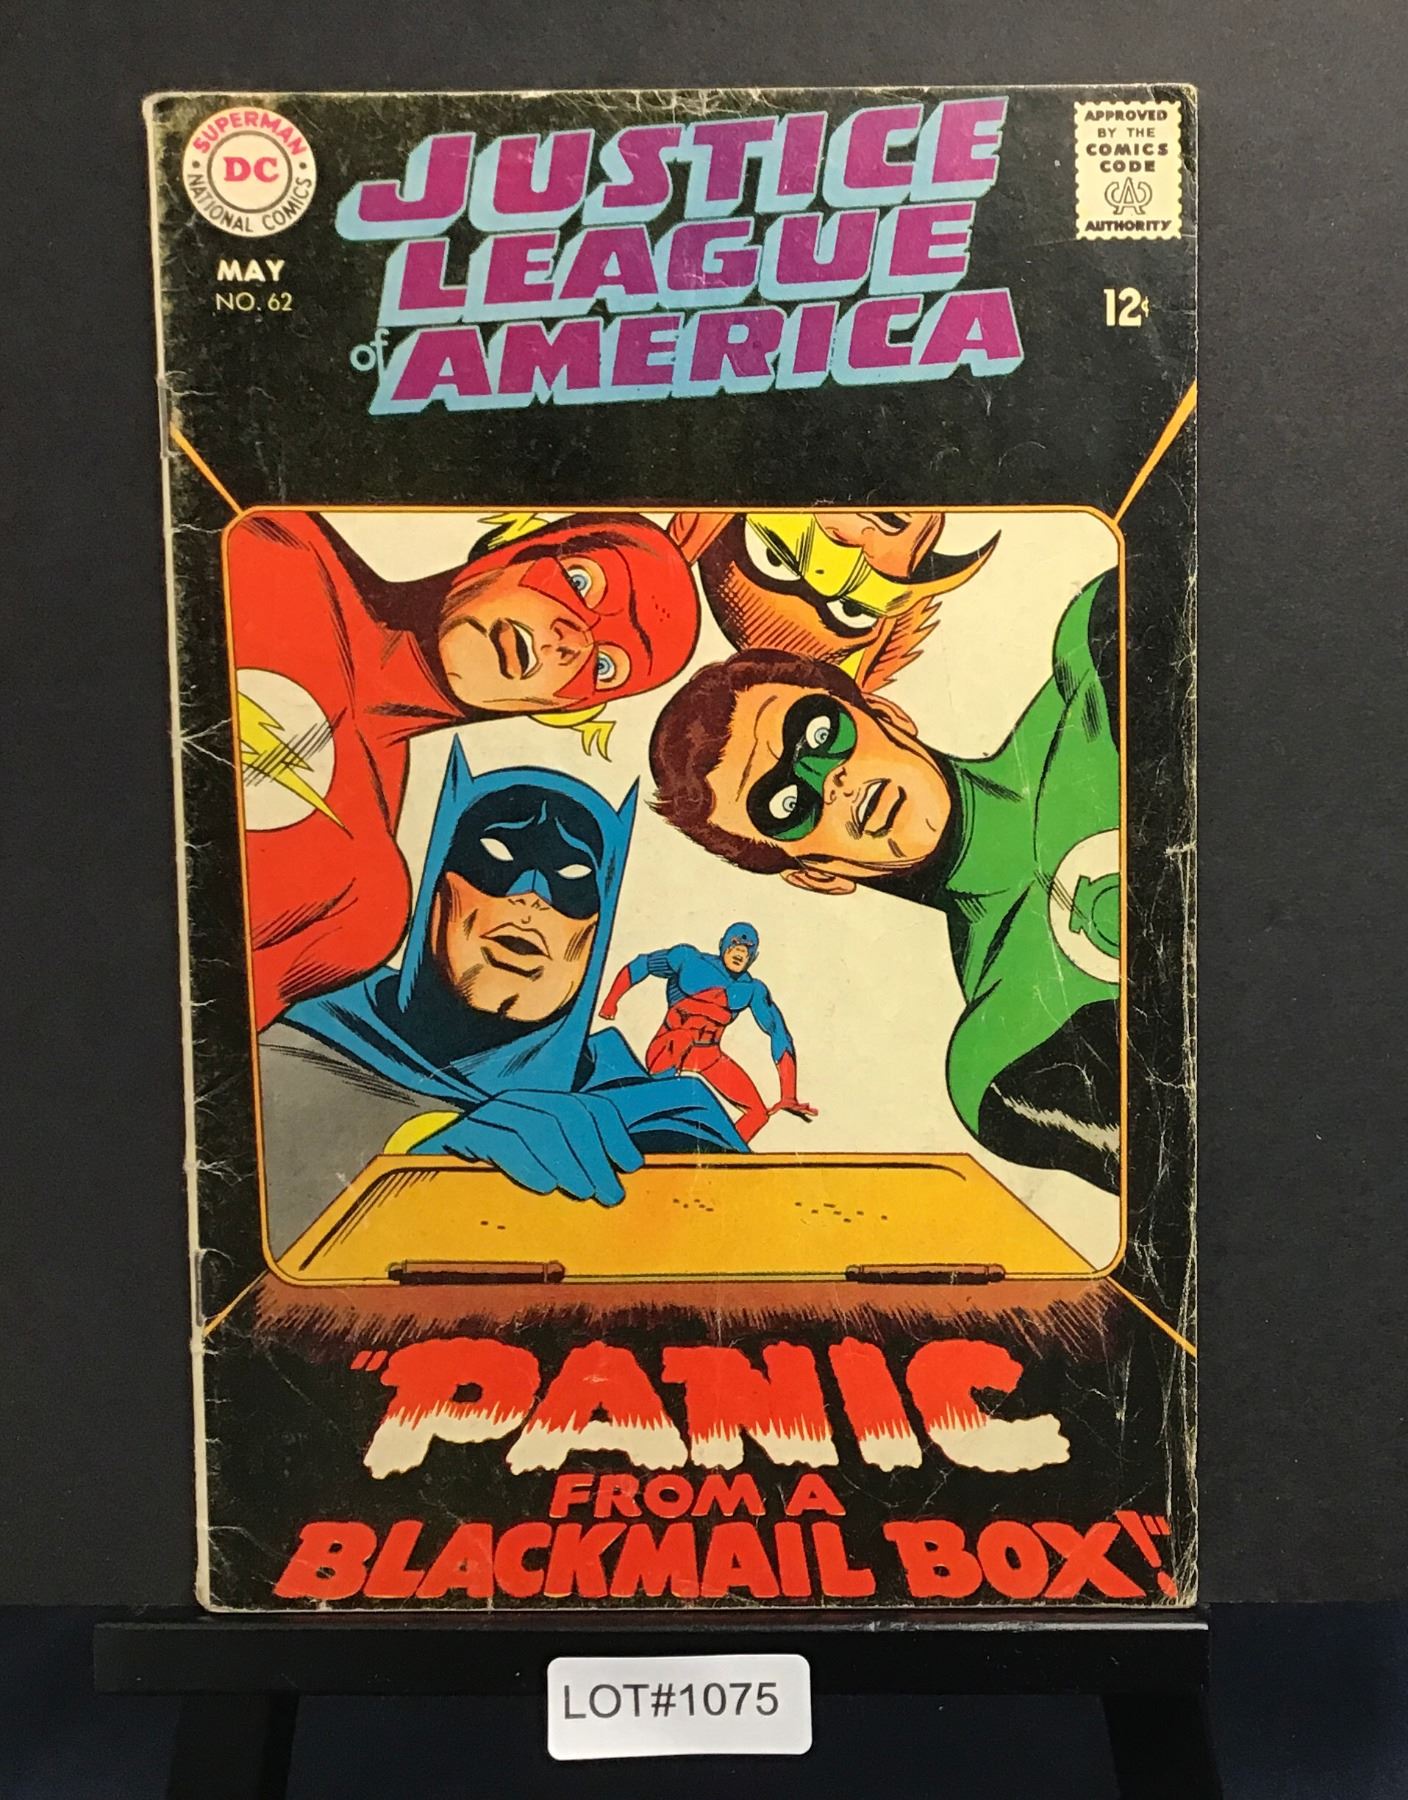 SUPERMAN
DC
NATIONAL COMICS
MAY
NO. 62
JUSTICE
LEAGUE
of AMERICA
APPROVED
BY THE
COMICS
CODE
CA
AUTHORITY
12¢
"PANIC
FROM A
BLACKMAIL BOX!"
LOT#1075